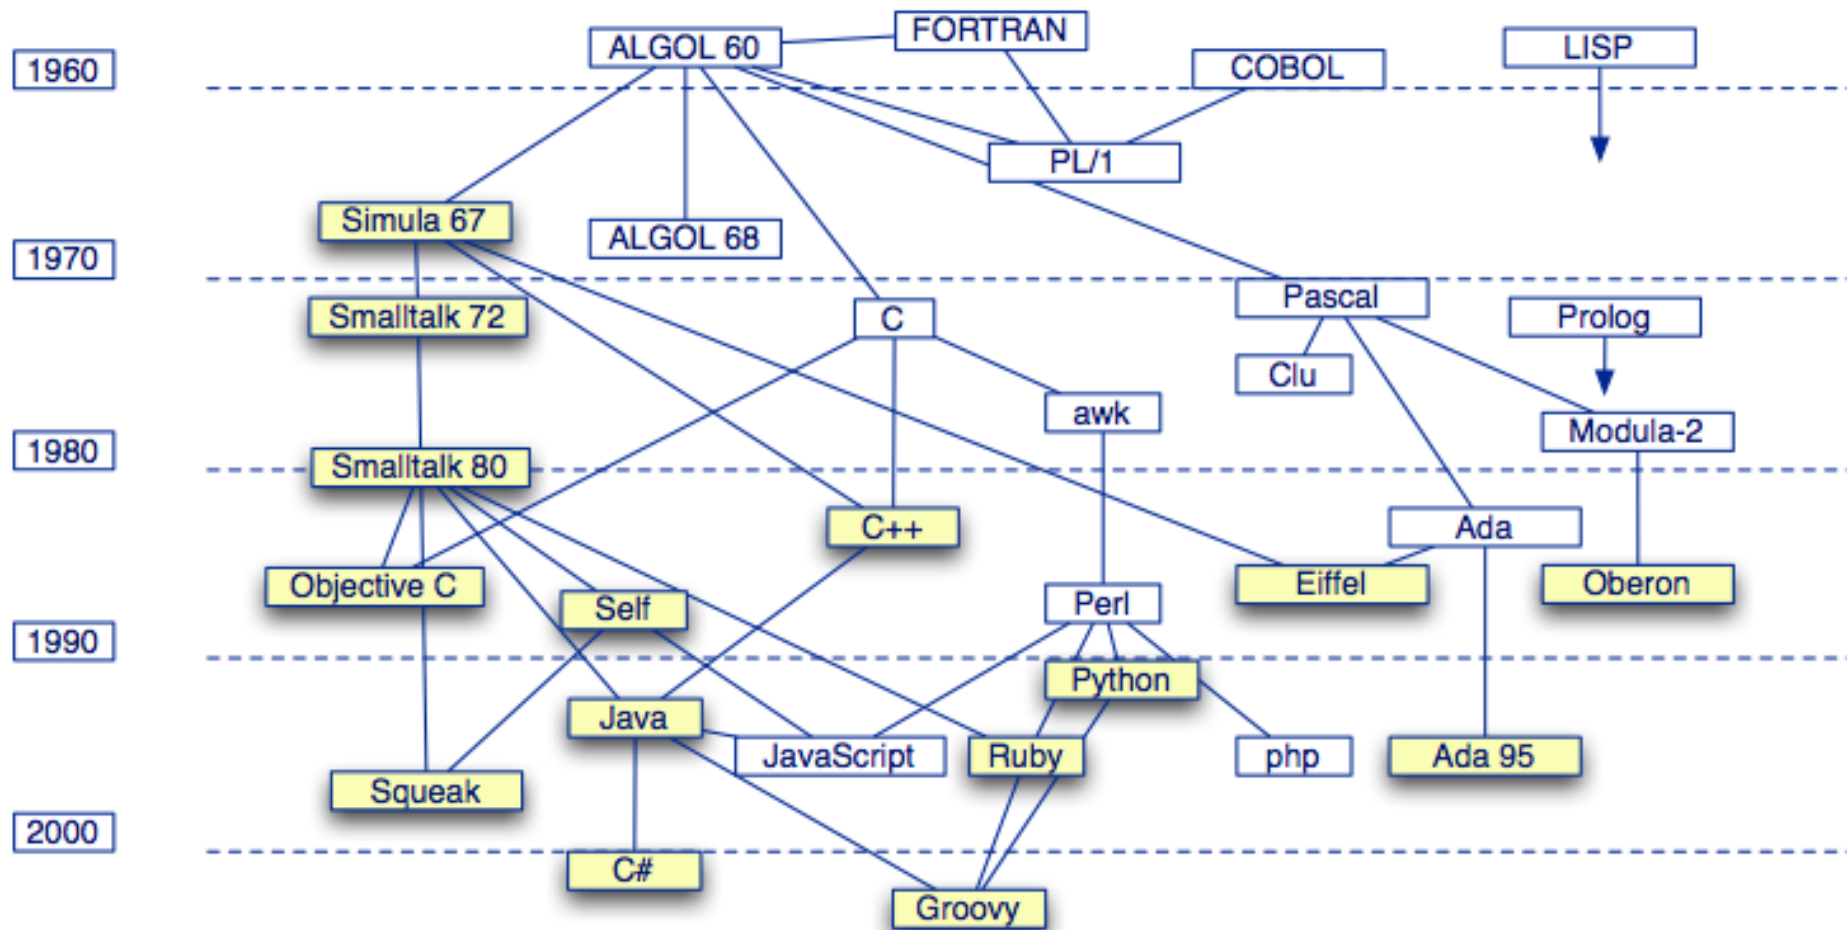 FORTRAN
ALGOL 60
LISP
1960
COBOL
PL/1
Simula 67
ALGOL 68
1970
Pascal
Smalltalk 72
C
Prolog
Clu
awk
Modula-2
1980
Smalltalk 80
C++
Ada
Objective C
Eiffel
Oberon
Self
Perl
1990
Python
Java
JavaScript
Ruby
php
Ada 95
Squeak
2000
C#
Groovy